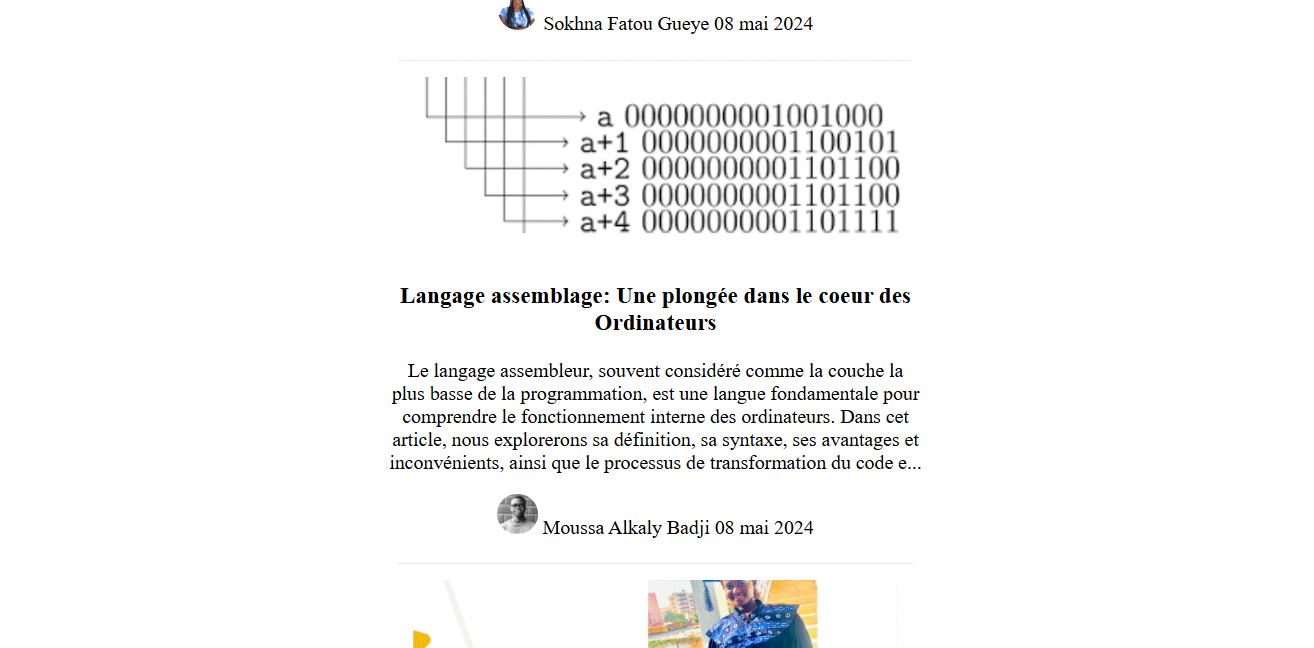 Sokhna Fatou Gueye 08 mai 2024
a 0000000001001000
a+1 0000000001100101
a+2 0000000001101100
a+3 0000000001101100
a+4 0000000001101111
Langage assemblage: Une plongée dans le coeur des
Ordinateurs
Le langage assembleur, souvent considéré comme la couche la
plus basse de la programmation, est une langue fondamentale pour
comprendre le fonctionnement interne des ordinateurs. Dans cet
article, nous explorerons sa définition, sa syntaxe, ses avantages et
inconvénients, ainsi que le processus de transformation du code e...
Moussa Alkaly Badji 08 mai 2024